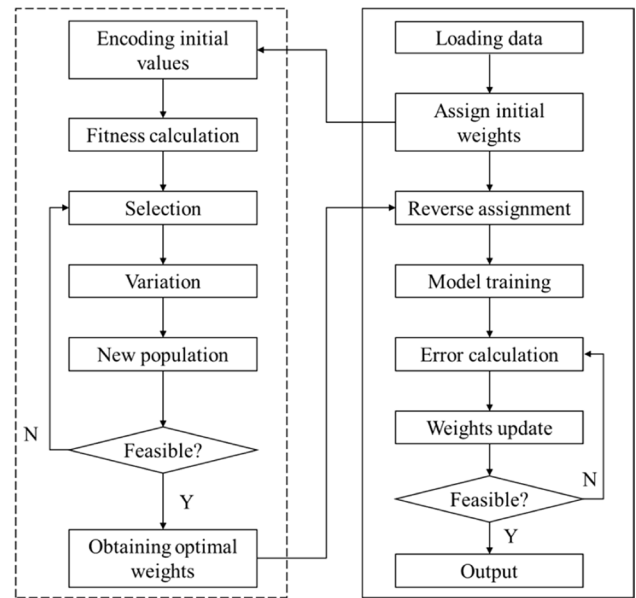 Encoding initial
values
Fitness calculation
Selection
Variation
New population
Feasible?
N
Y
Obtaining optimal
weights
Loading data
Assign initial
weights
Reverse assignment
Model training
Error calculation
Weights update
Feasible?
N
Y
Output